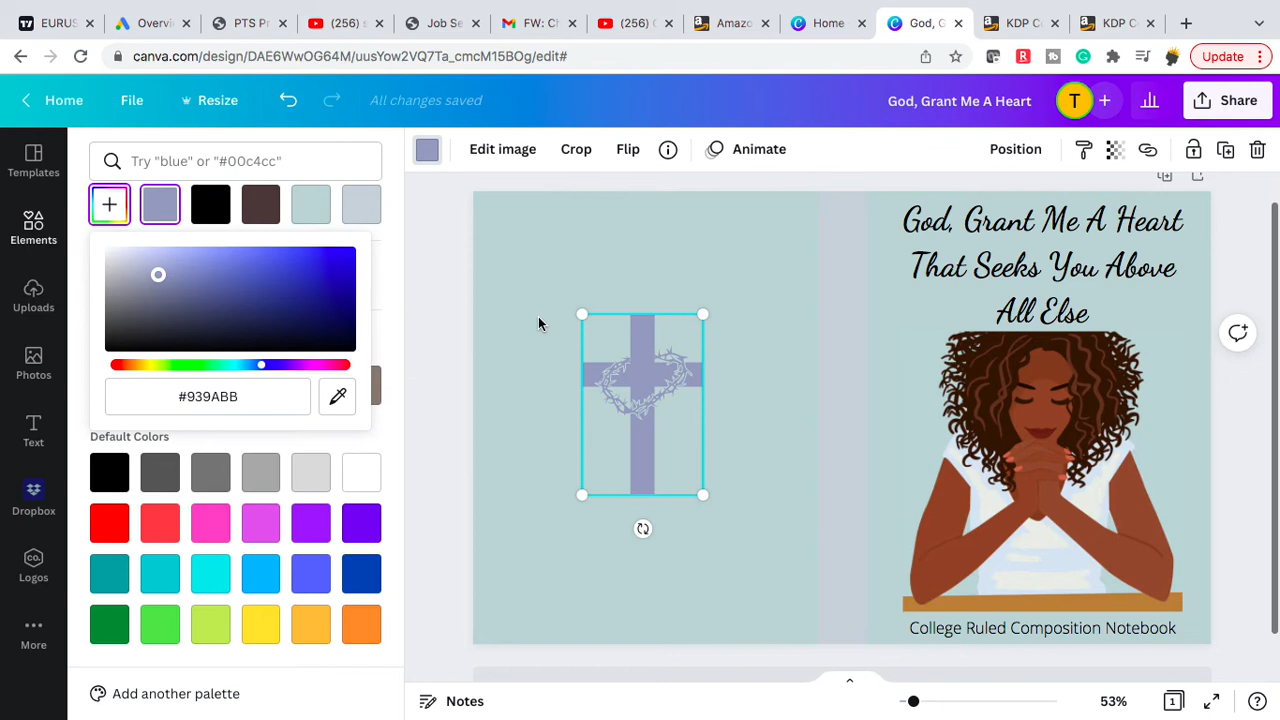 EURUS
Overvi
PTS Pr
(256) s
Job Se
FW: Ch
(256) C
Amazo
Home
God, G
KDP C
KDP C
canva.com/design/DAE6WwOG64M/uusYow2VQ7Ta_cmcM15BOg/edit#
Update
Home
File
Resize
All changes saved
God, Grant Me A Heart
T
Share
Templates
Elements
Uploads
Photos
Text
Dropbox
Co.
Logos
More
Try "blue" or "#00c4cc"
#939ABB
Default Colors
Add another palette
Edit image
Crop
Flip
Animate
Position
God, Grant Me A Heart
That Seeks You Above
All Else
College Ruled Composition Notebook
Notes
53%
1